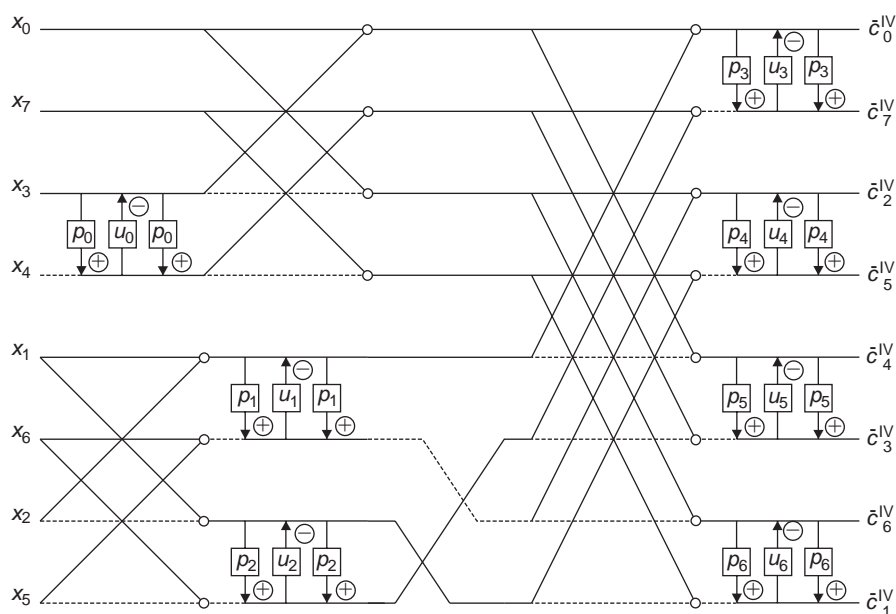 x₀ c̄₀ᴵⱽ
p₃ u₃ p₃
x₇ c̄₇ᴵⱽ
x₃ c̄₂ᴵⱽ
p₀ u₀ p₀ p₄ u₄ p₄
x₄ c̄₅ᴵⱽ
x₁ c̄₄ᴵⱽ
p₁ u₁ p₁ p₅ u₅ p₅
x₆ c̄₃ᴵⱽ
x₂ c̄₆ᴵⱽ
p₂ u₂ p₂ p₆ u₆ p₆
x₅ c̄₁ᴵⱽ